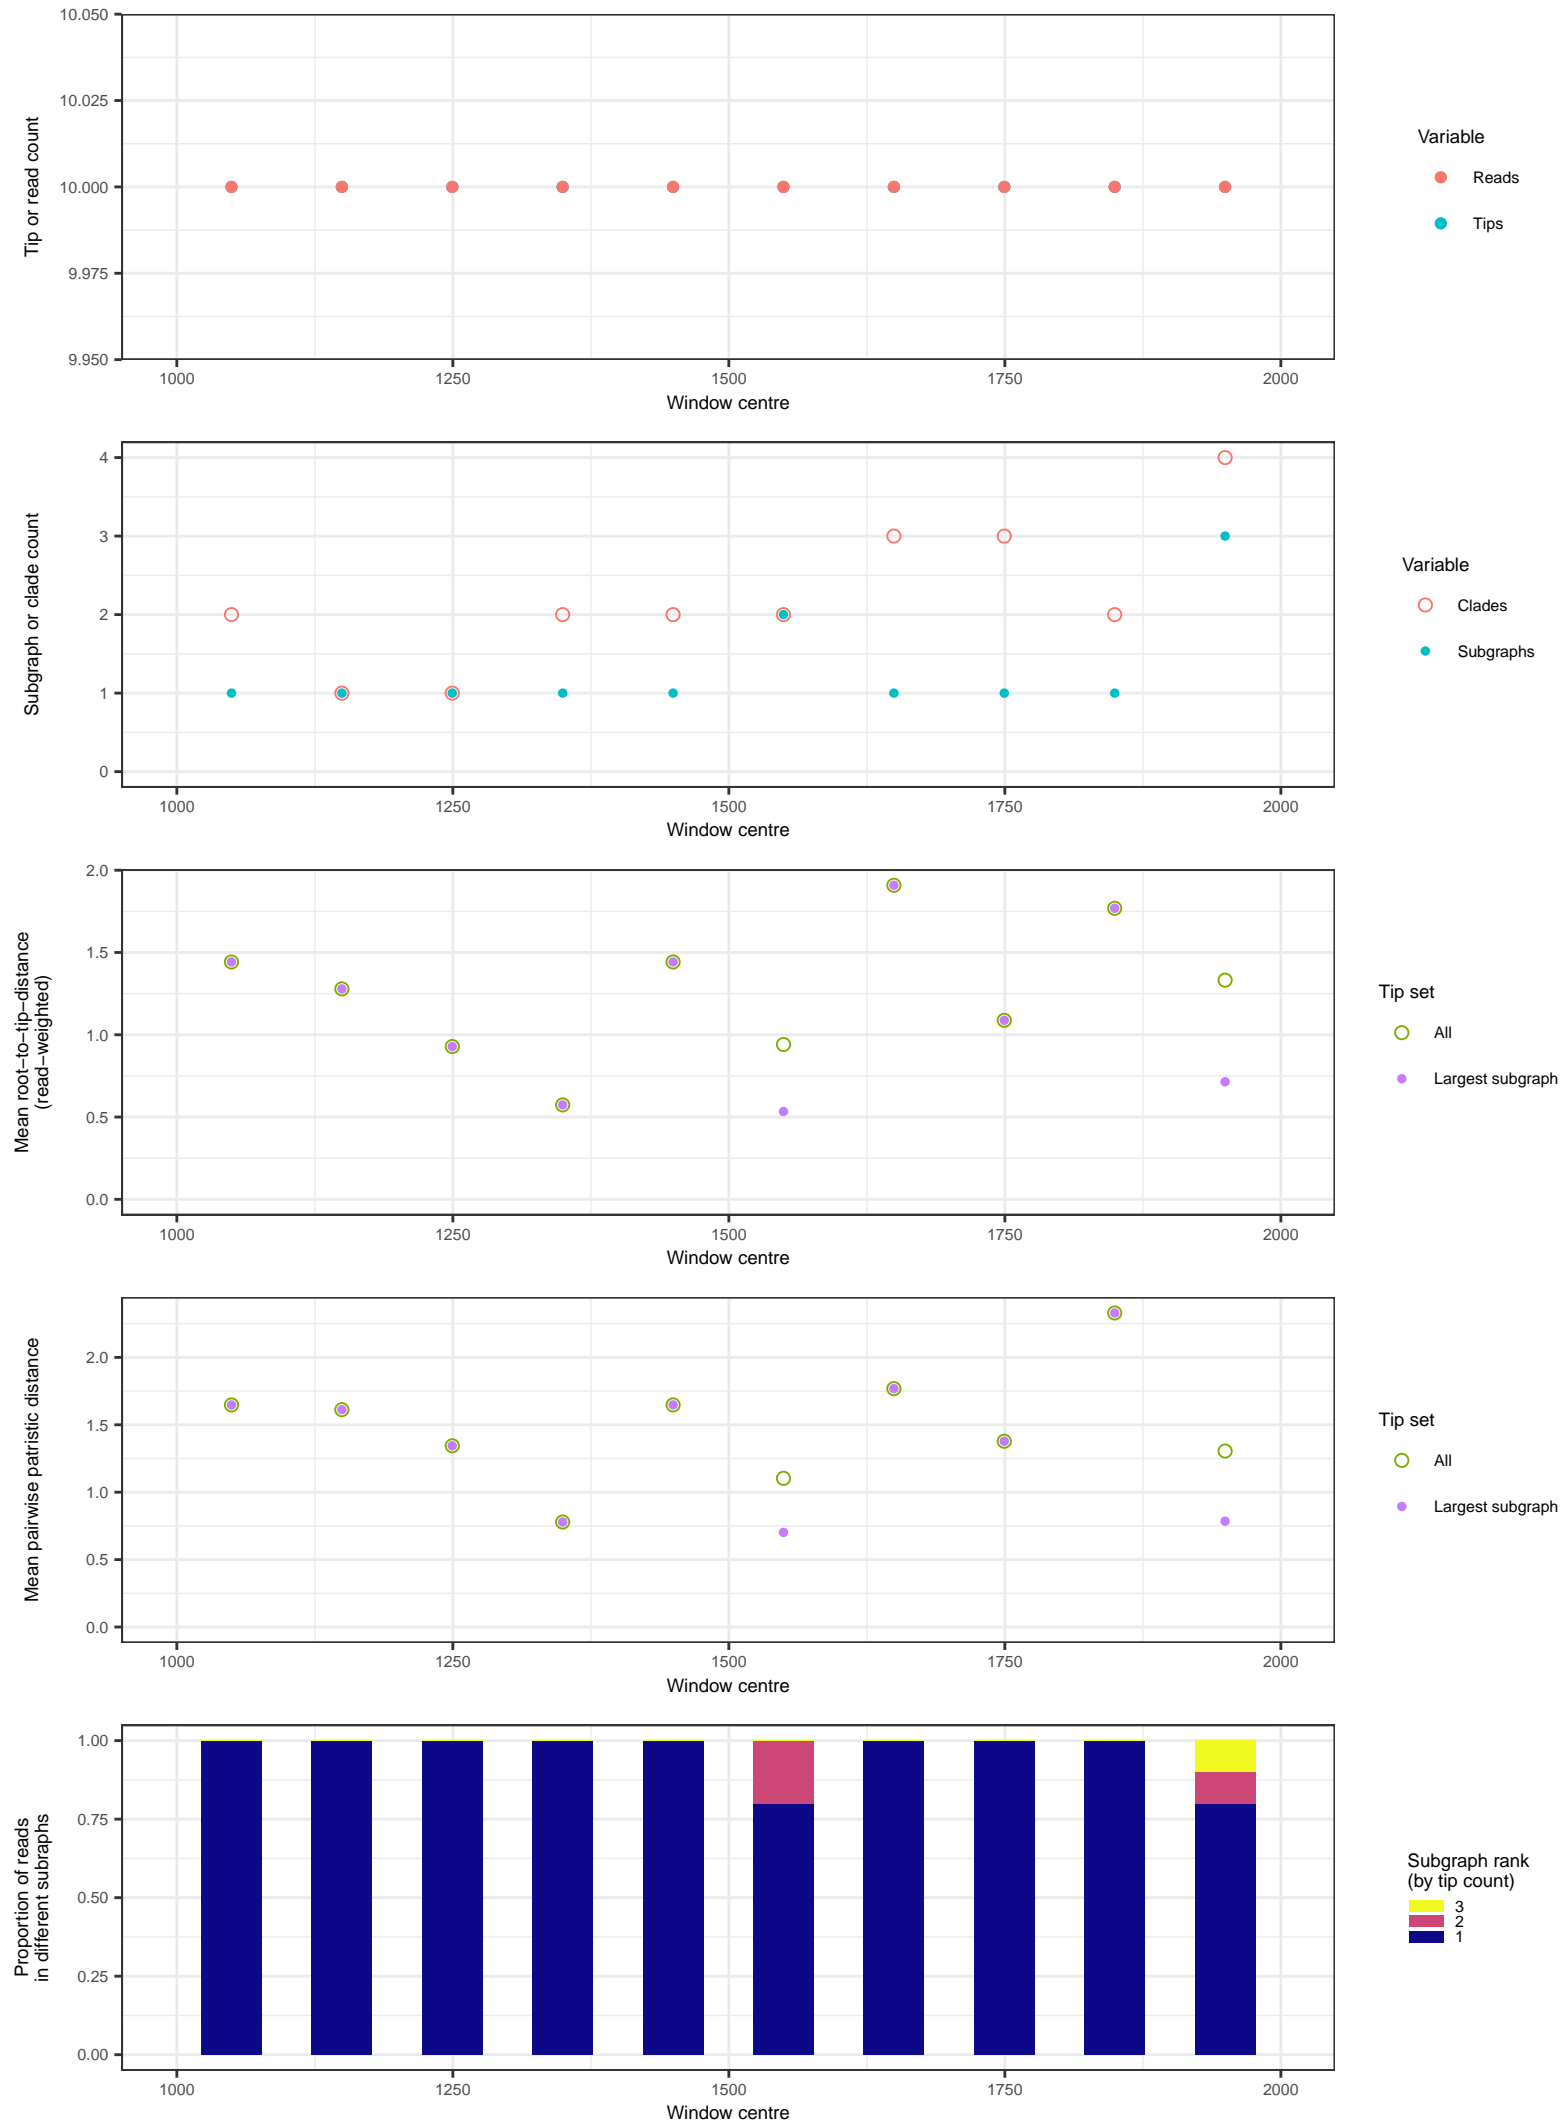 10.050
10.025
10.000
9.975
9.950
Tip or read count
1000 1250 1500 1750 2000
Window centre
Variable
Reads
Tips
4
3
2
1
0
Subgraph or clade count
1000 1250 1500 1750 2000
Window centre
Variable
Clades
Subgraphs
2.0
1.5
1.0
0.5
0.0
Mean root−to−tip−distance
(read−weighted)
1000 1250 1500 1750 2000
Window centre
Tip set
All
Largest subgraph
2.0
1.5
1.0
0.5
0.0
Mean pairwise patristic distance
1000 1250 1500 1750 2000
Window centre
Tip set
All
Largest subgraph
1.00
0.75
0.50
0.25
0.00
Proportion of reads
in different subraphs
1000 1250 1500 1750 2000
Window centre
Subgraph rank
(by tip count)
3
2
1